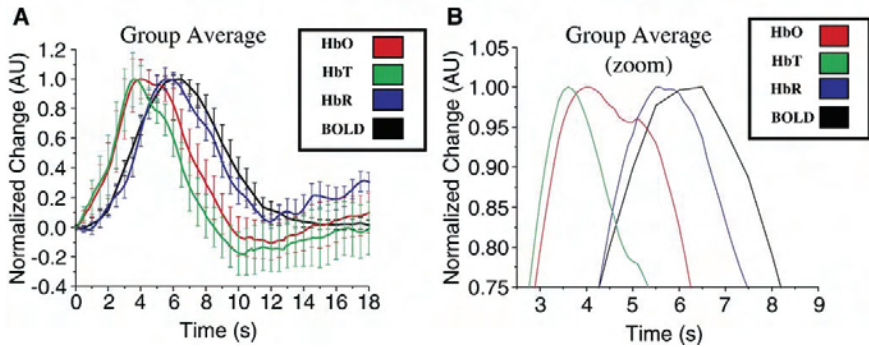 A
Group Average
HbO
HbT
HbR
BOLD
Normalized Change (AU)
1.4
1.2
1.0
0.8
0.6
0.4
0.2
0.0
-0.2
-0.4
0 2 4 6 8 10 12 14 16 18
Time (s)
B
Group Average
(zoom)
HbO
HbT
HbR
BOLD
Normalized Change (AU)
1.05
1.00
0.95
0.90
0.85
0.80
0.75
3 4 5 6 7 8 9
Time (s)